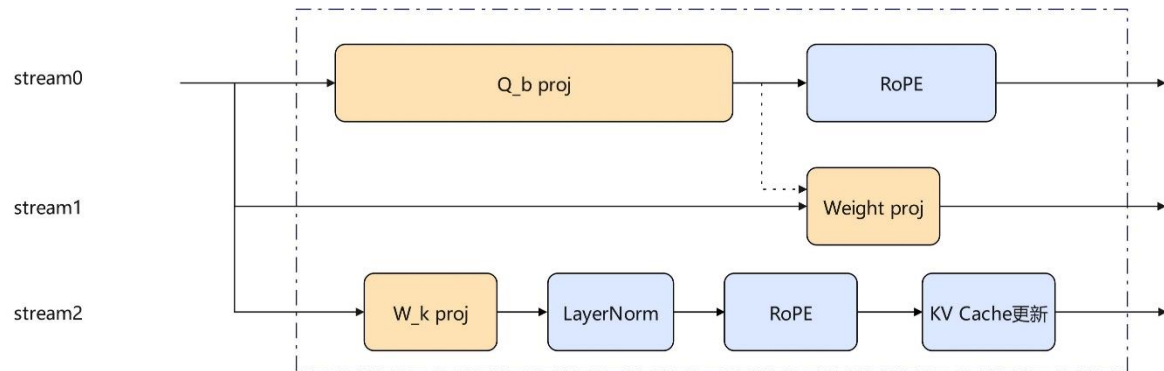 stream0
Q_b proj
RoPE
stream1
Weight proj
stream2
W_k proj
LayerNorm
RoPE
KV Cache更新